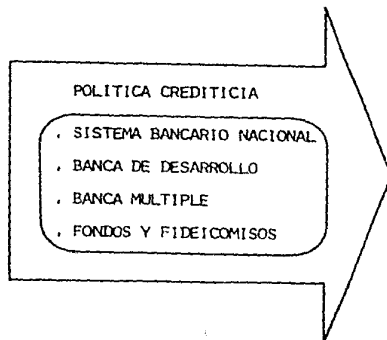 POLITICA CREDITICIA
. SISTEMA BANCARIO NACIONAL
. BANCA DE DESARROLLO
. BANCA MULTIPLE
. FONDOS Y FIDEICOMISOS